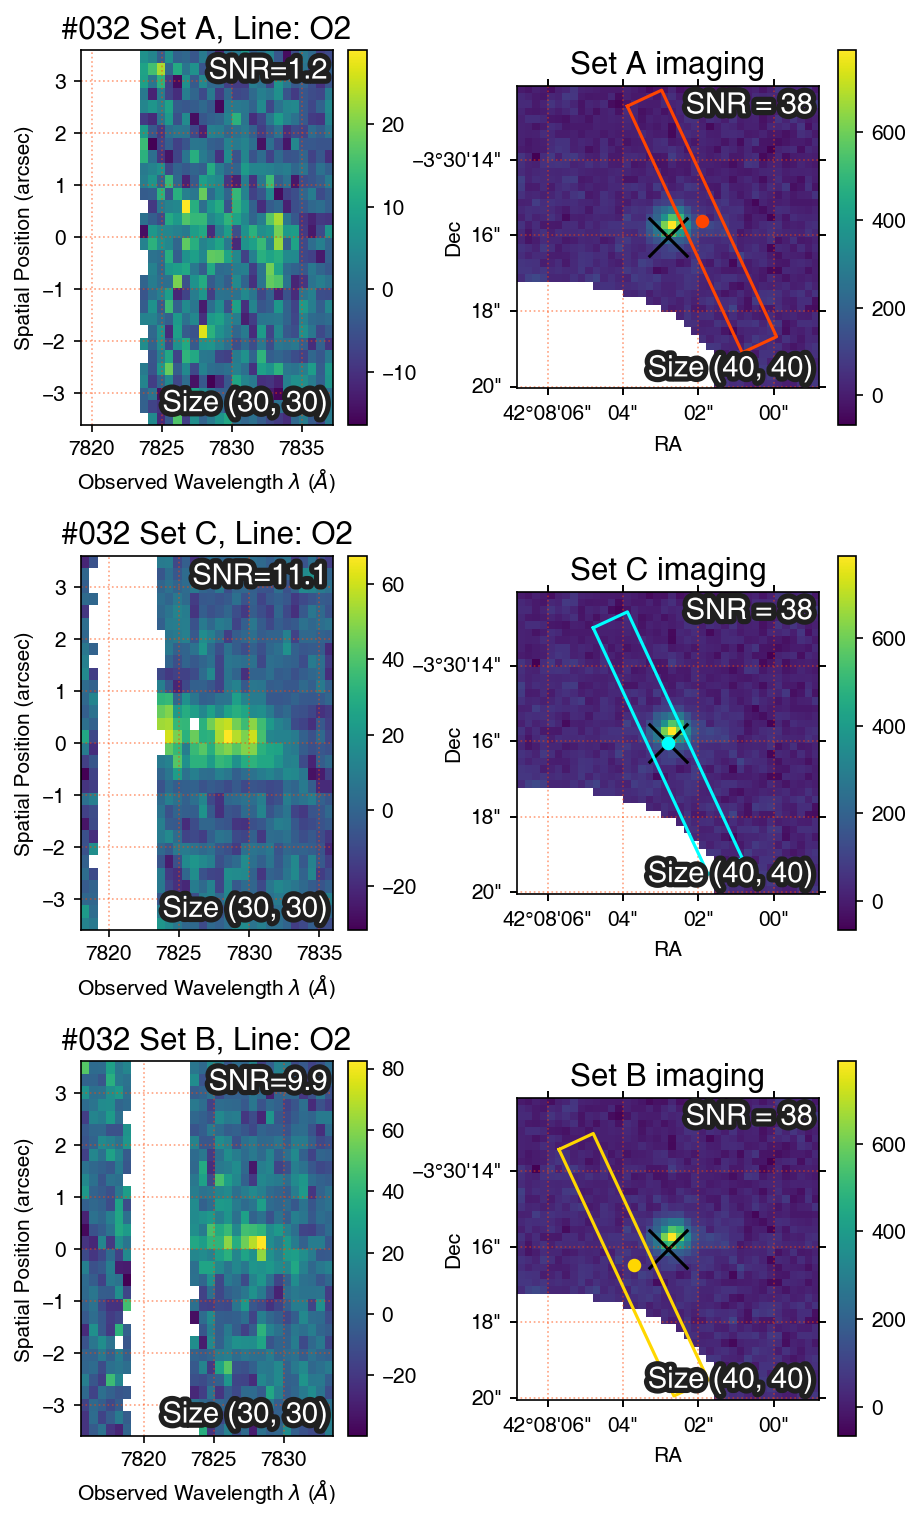 #032 Set A, Line: O2
SNR=1.2
Size (30, 30)
3
2
1
0
−1
−2
−3
Spatial Position (arcsec)
7820 7825 7830 7835
Observed Wavelength λ (Å)
20
10
0
−10
Set A imaging
SNR = 38
Size (40, 40)
−3°30'14"
16"
18"
20"
Dec
42°08'06" 04" 02" 00"
RA
600
400
200
0
#032 Set C, Line: O2
SNR=11.1
Size (30, 30)
3
2
1
0
−1
−2
−3
Spatial Position (arcsec)
7820 7825 7830 7835
Observed Wavelength λ (Å)
60
40
20
0
−20
Set C imaging
SNR = 38
Size (40, 40)
−3°30'14"
16"
18"
20"
Dec
42°08'06" 04" 02" 00"
RA
600
400
200
0
#032 Set B, Line: O2
SNR=9.9
Size (30, 30)
3
2
1
0
−1
−2
−3
Spatial Position (arcsec)
7820 7825 7830
Observed Wavelength λ (Å)
80
60
40
20
0
−20
Set B imaging
SNR = 38
Size (40, 40)
−3°30'14"
16"
18"
20"
Dec
42°08'06" 04" 02" 00"
RA
600
400
200
0